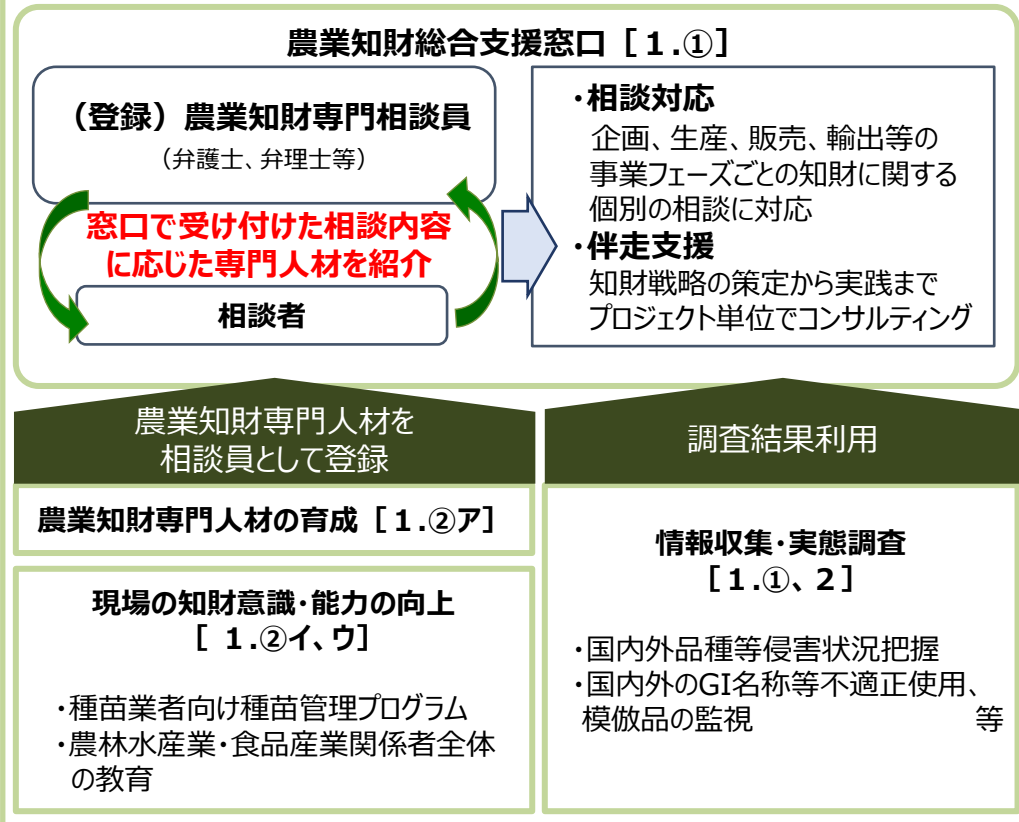 農業知財総合支援窓口［１.①］
（登録）農業知財専門相談員
（弁護士、弁理士等）
窓口で受け付けた相談内容
に応じた専門人材を紹介
相談者
・相談対応
企画、生産、販売、輸出等の
事業フェーズごとの知財に関する
個別の相談に対応
・伴走支援
知財戦略の策定から実践まで
プロジェクト単位でコンサルティング
農業知財専門人材を
相談員として登録
農業知財専門人材の育成［１.②ア］
現場の知財意識・能力の向上
［ １.②イ、ウ］
・種苗業者向け種苗管理プログラム
・農林水産業・食品産業関係者全体
の教育
調査結果利用
情報収集・実態調査
［１.①、２］
・国内外品種等侵害状況把握
・国内外のGI名称等不適正使用、
模倣品の監視 等